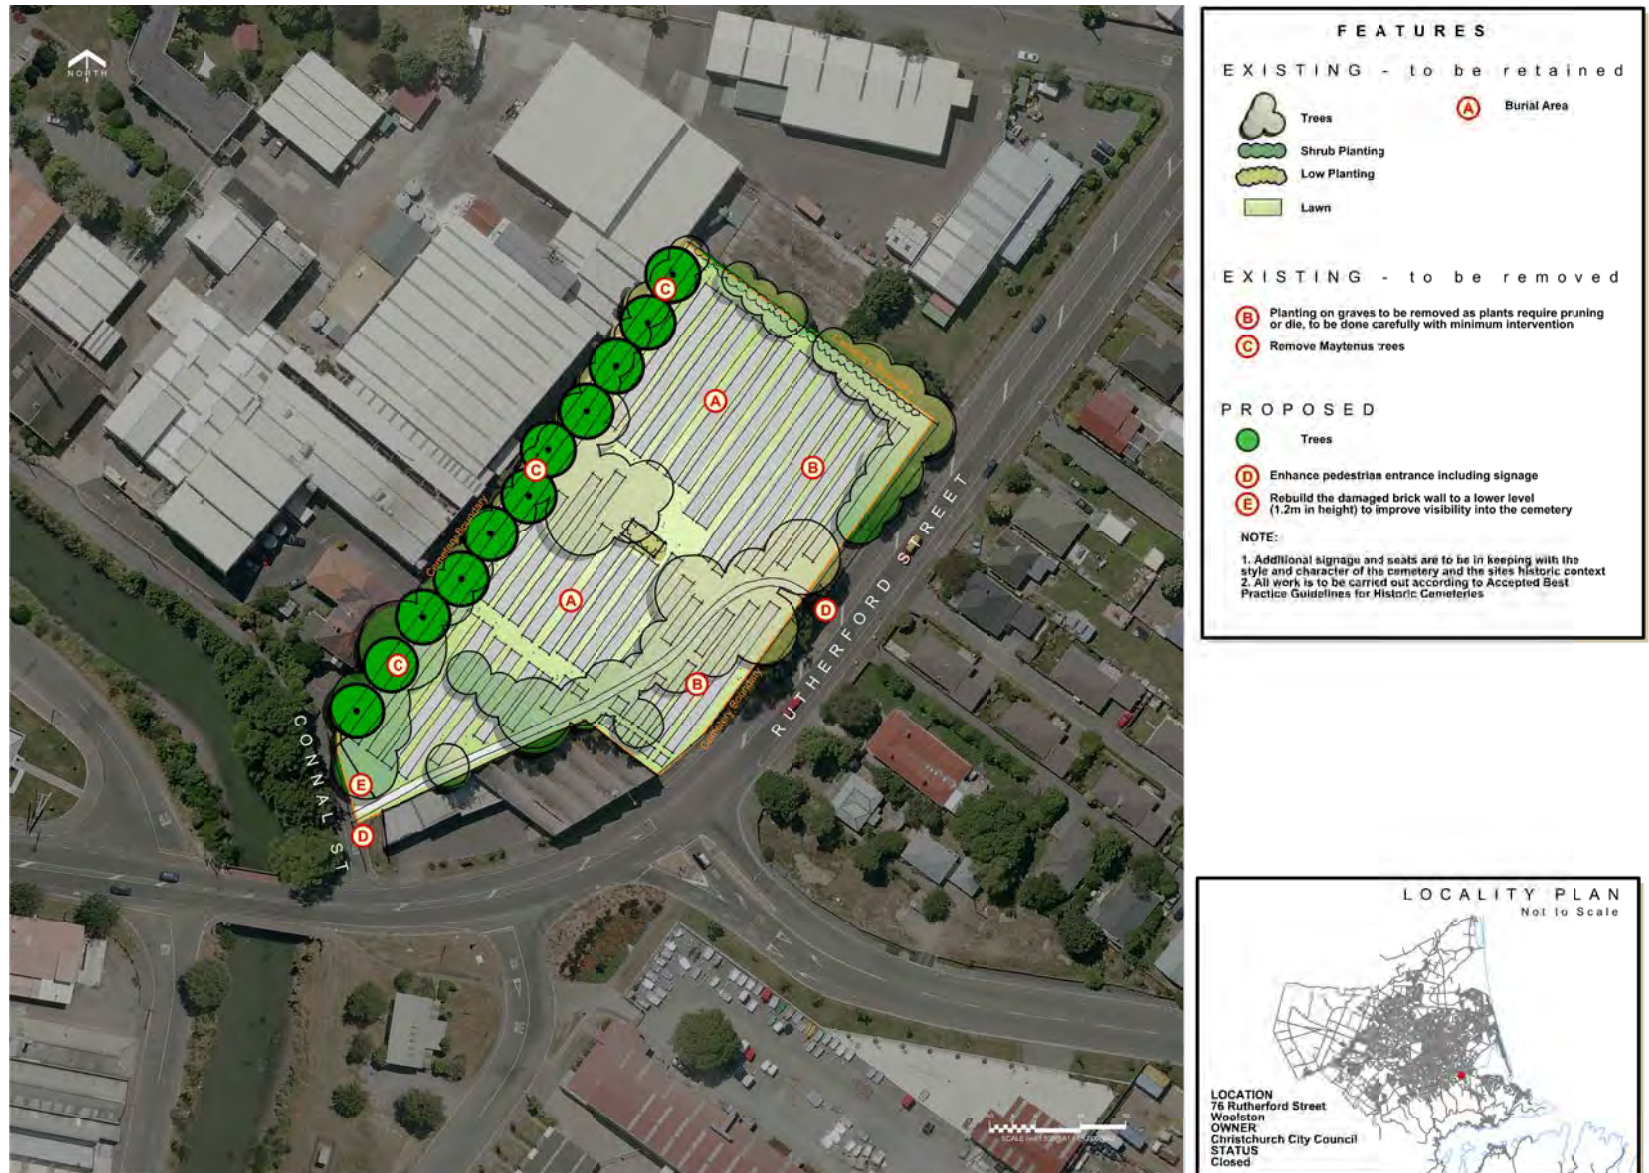 NORTH
C
C
C
A
A
B
B
D
D
E
Cemetery Boundary
Cemetery Boundary
Cemetery Boundary
RUTHERFORD STREET
CONNAL ST
FEATURES
EXISTING - to be retained
Trees
A Burial Area
Shrub Planting
Low Planting
Lawn
EXISTING - to be removed
B Planting on graves to be removed as plants require pruning
or die, to be done carefully with minimum intervention
C Remove Maytenus trees
PROPOSED
Trees
D Enhance pedestrian entrance including signage
E Rebuild the damaged brick wall to a lower level
(1.2m in height) to improve visibility into the cemetery
NOTE:
1. Additional signage and seats are to be in keeping with the
style and character of the cemetery and the sites historic context
2. All work is to be carried out according to Accepted Best
Practice Guidelines for Historic Cemeteries
LOCALITY PLAN
Not to Scale
LOCATION
76 Rutherford Street
Woolston
OWNER
Christchurch City Council
STATUS
Closed